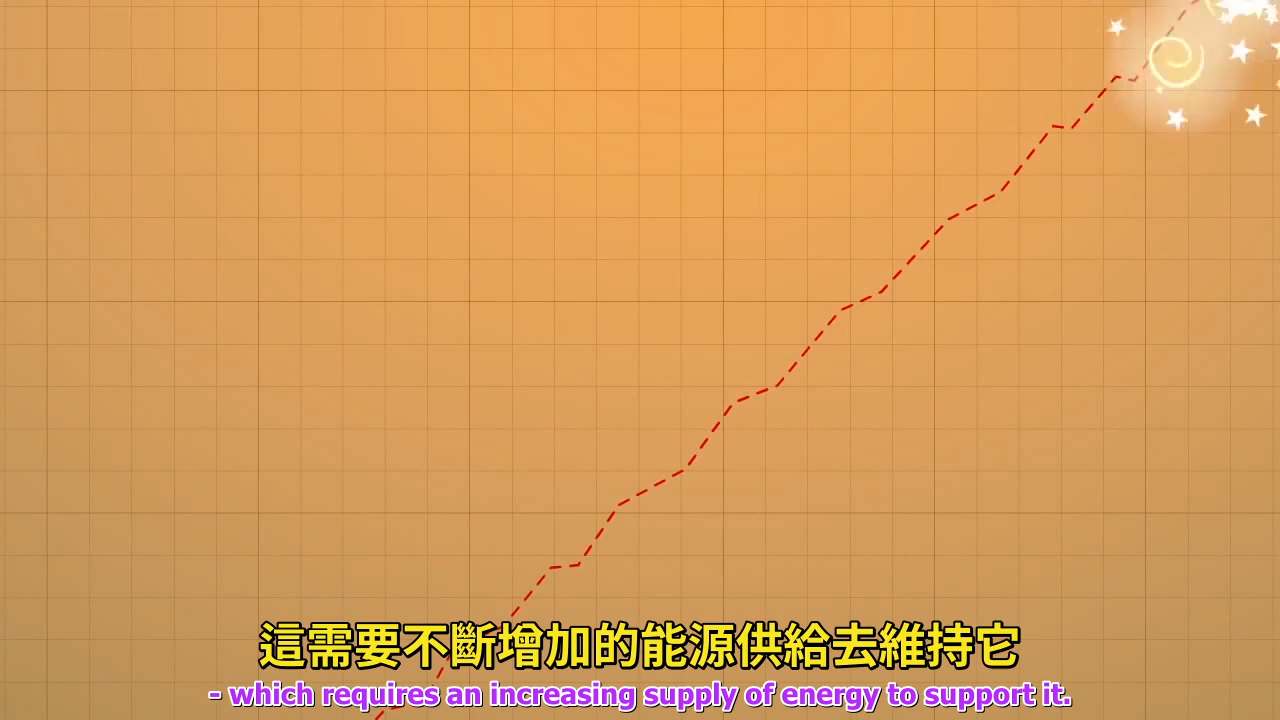 這需要不斷增加的能源供給去維持它
- which requires an increasing supply of energy to support it.